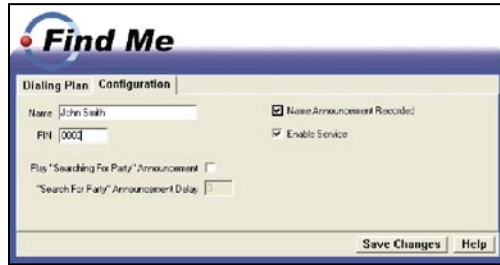 Find Me
Dialing Plan Configuration
Name John Smith
Name Announcement Recorded
PIN 0000
Enable Service
Play "Searching For Party" Announcement
"Search For Party" Announcement Delay
Save Changes Help